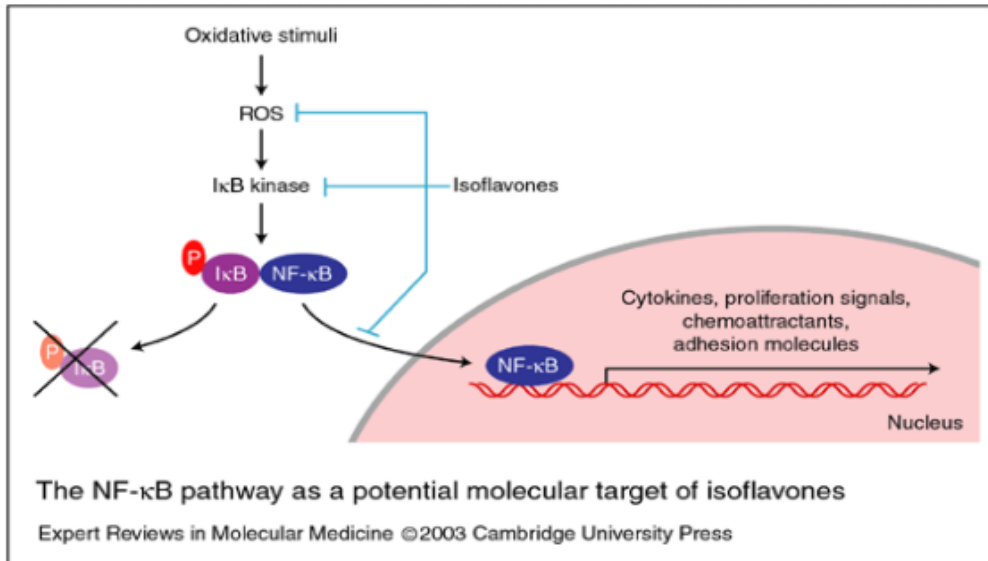 Oxidative stimuli
ROS
IκB kinase
Isoflavones
P
IκB
NF-κB
Cytokines, proliferation signals,
chemoattractants,
adhesion molecules
P
IκB
NF-κB
Nucleus
The NF-κB pathway as a potential molecular target of isoflavones
Expert Reviews in Molecular Medicine ©2003 Cambridge University Press